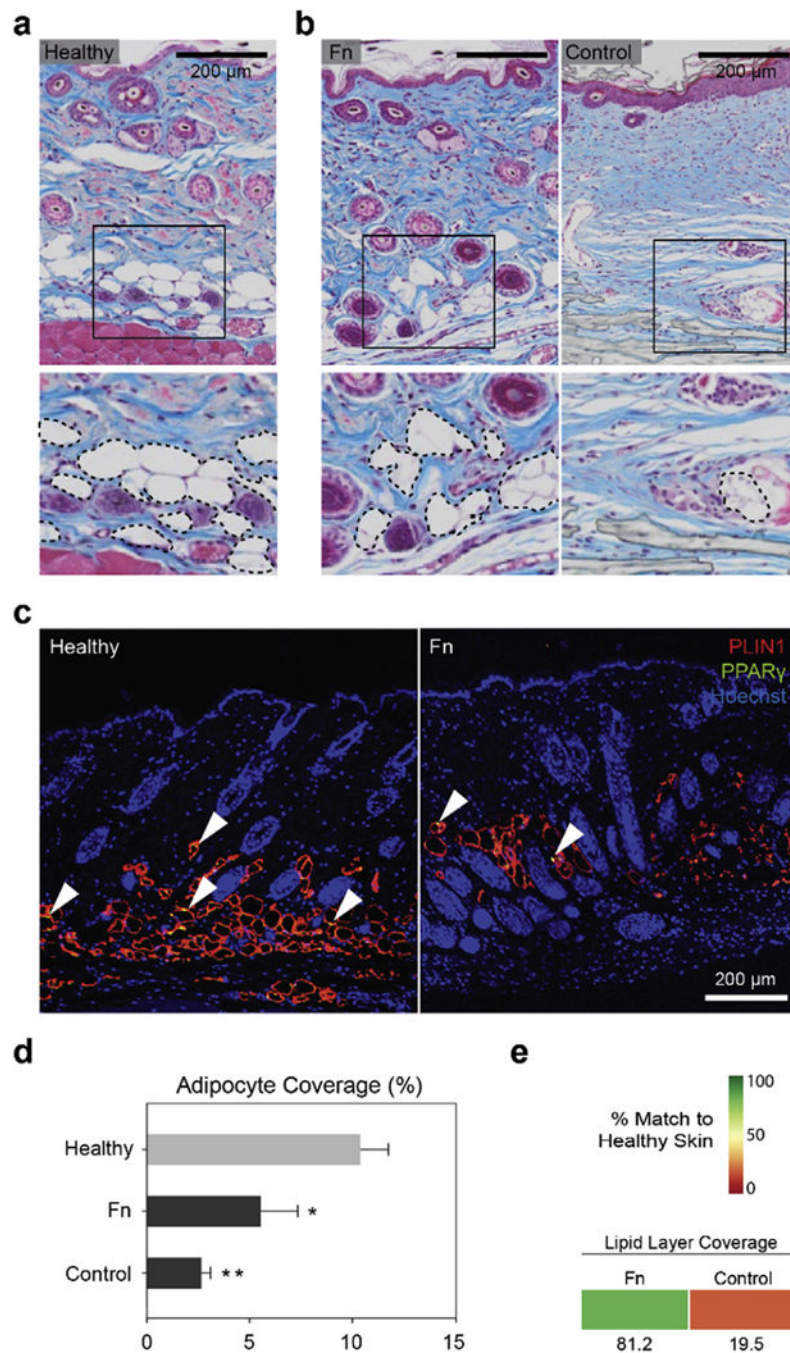 a
Healthy
200 µm
b
Fn
Control
200 µm
c
Healthy
Fn
PLIN1
PPARγ
Hoechst
200 µm
d
Adipocyte Coverage (%)
Healthy
Fn
*
Control
**
0 5 10 15
e
% Match to
Healthy Skin
100
50
0
Lipid Layer Coverage
Fn Control
81.2 19.5